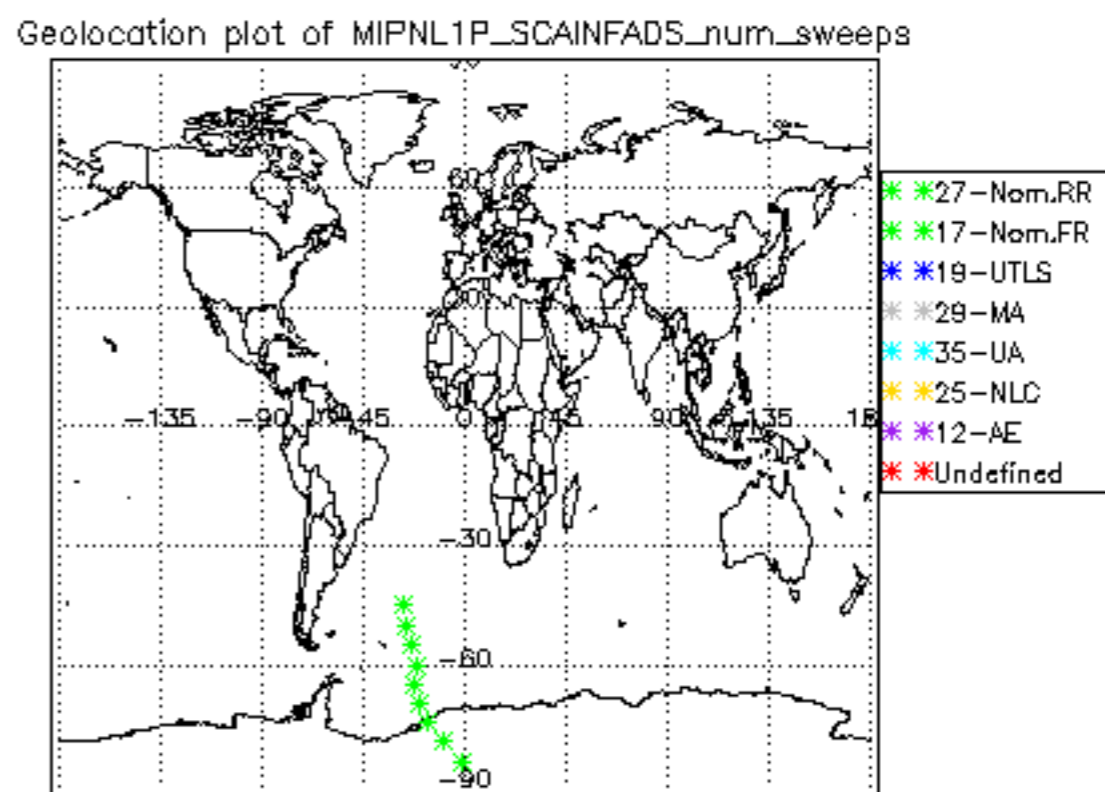 Geolocation plot of MIPNL1P_SCAINFADS_num_sweeps
27-Nom.RR
60
17-Nom.FR
19-UTLS
29-MA
35-UA
25-NLC
-135 -90 -45 0 45 90 135
12-AE
Undefined
-30
-60
-90